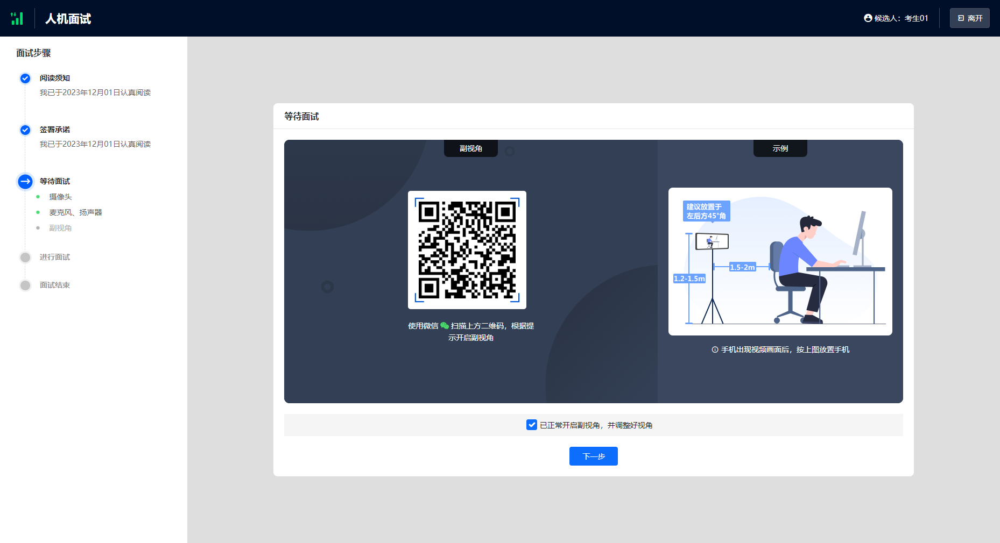 人机面试
候选人：考生01
离开
面试步骤
阅读须知
我已于2023年12月01日认真阅读
签署承诺
我已于2023年12月01日认真阅读
等待面试
摄像头
麦克风、扬声器
副视角
进行面试
面试结束
等待面试
副视角
使用微信扫描上方二维码，根据提
示开启副视角
示例
建议放置于
左后方45°角
1.5-2m
1.2-1.5m
手机出现视频画面后，按上图放置手机
已正常开启副视角，并调整好视角
下一步